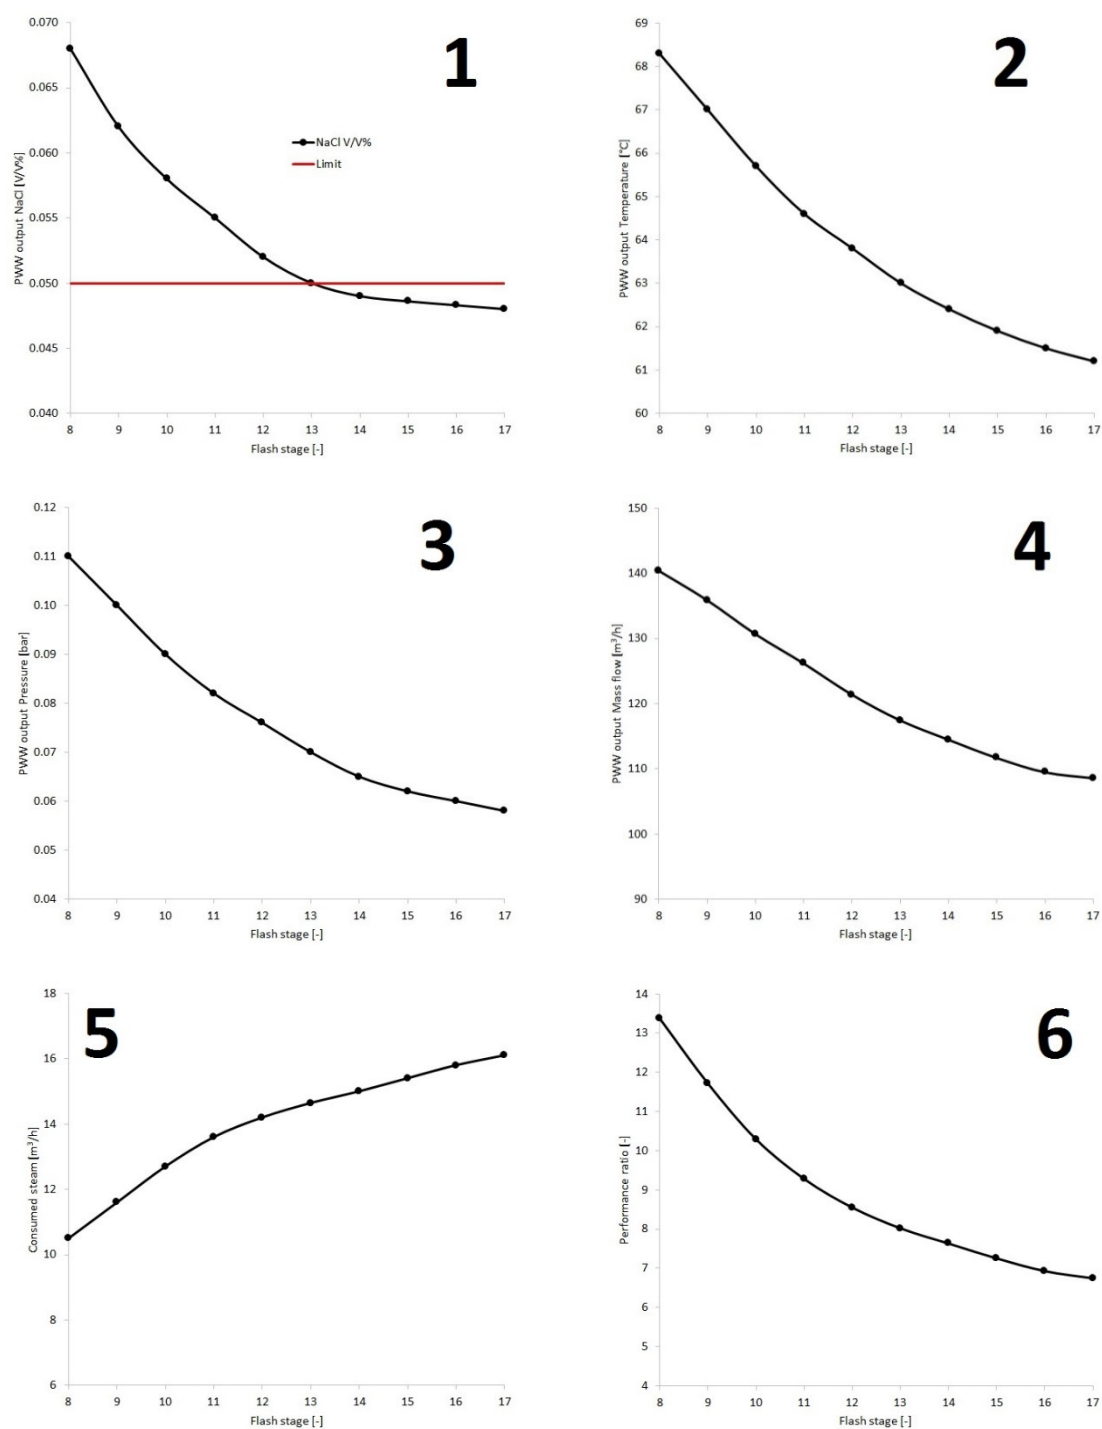 1
PWW output NaCl [V/V%]
0.070
0.065
0.060
0.055
0.050
0.045
0.040
NaCl V/V%
Limit
8 9 10 11 12 13 14 15 16 17
Flash stage [-]
2
PWW output Temperature [°C]
69
68
67
66
65
64
63
62
61
60
8 9 10 11 12 13 14 15 16 17
Flash stage [-]
3
PWW output Pressure [bar]
0.12
0.11
0.10
0.09
0.08
0.07
0.06
0.05
0.04
8 9 10 11 12 13 14 15 16 17
Flash stage [-]
4
PWW output Mass flow [m³/h]
150
140
130
120
110
100
90
8 9 10 11 12 13 14 15 16 17
Flash stage [-]
5
Consumed steam [m³/h]
18
16
14
12
10
8
6
8 9 10 11 12 13 14 15 16 17
Flash stage [-]
6
Performance ratio [-]
14
13
12
11
10
9
8
7
6
5
4
8 9 10 11 12 13 14 15 16 17
Flash stage [-]